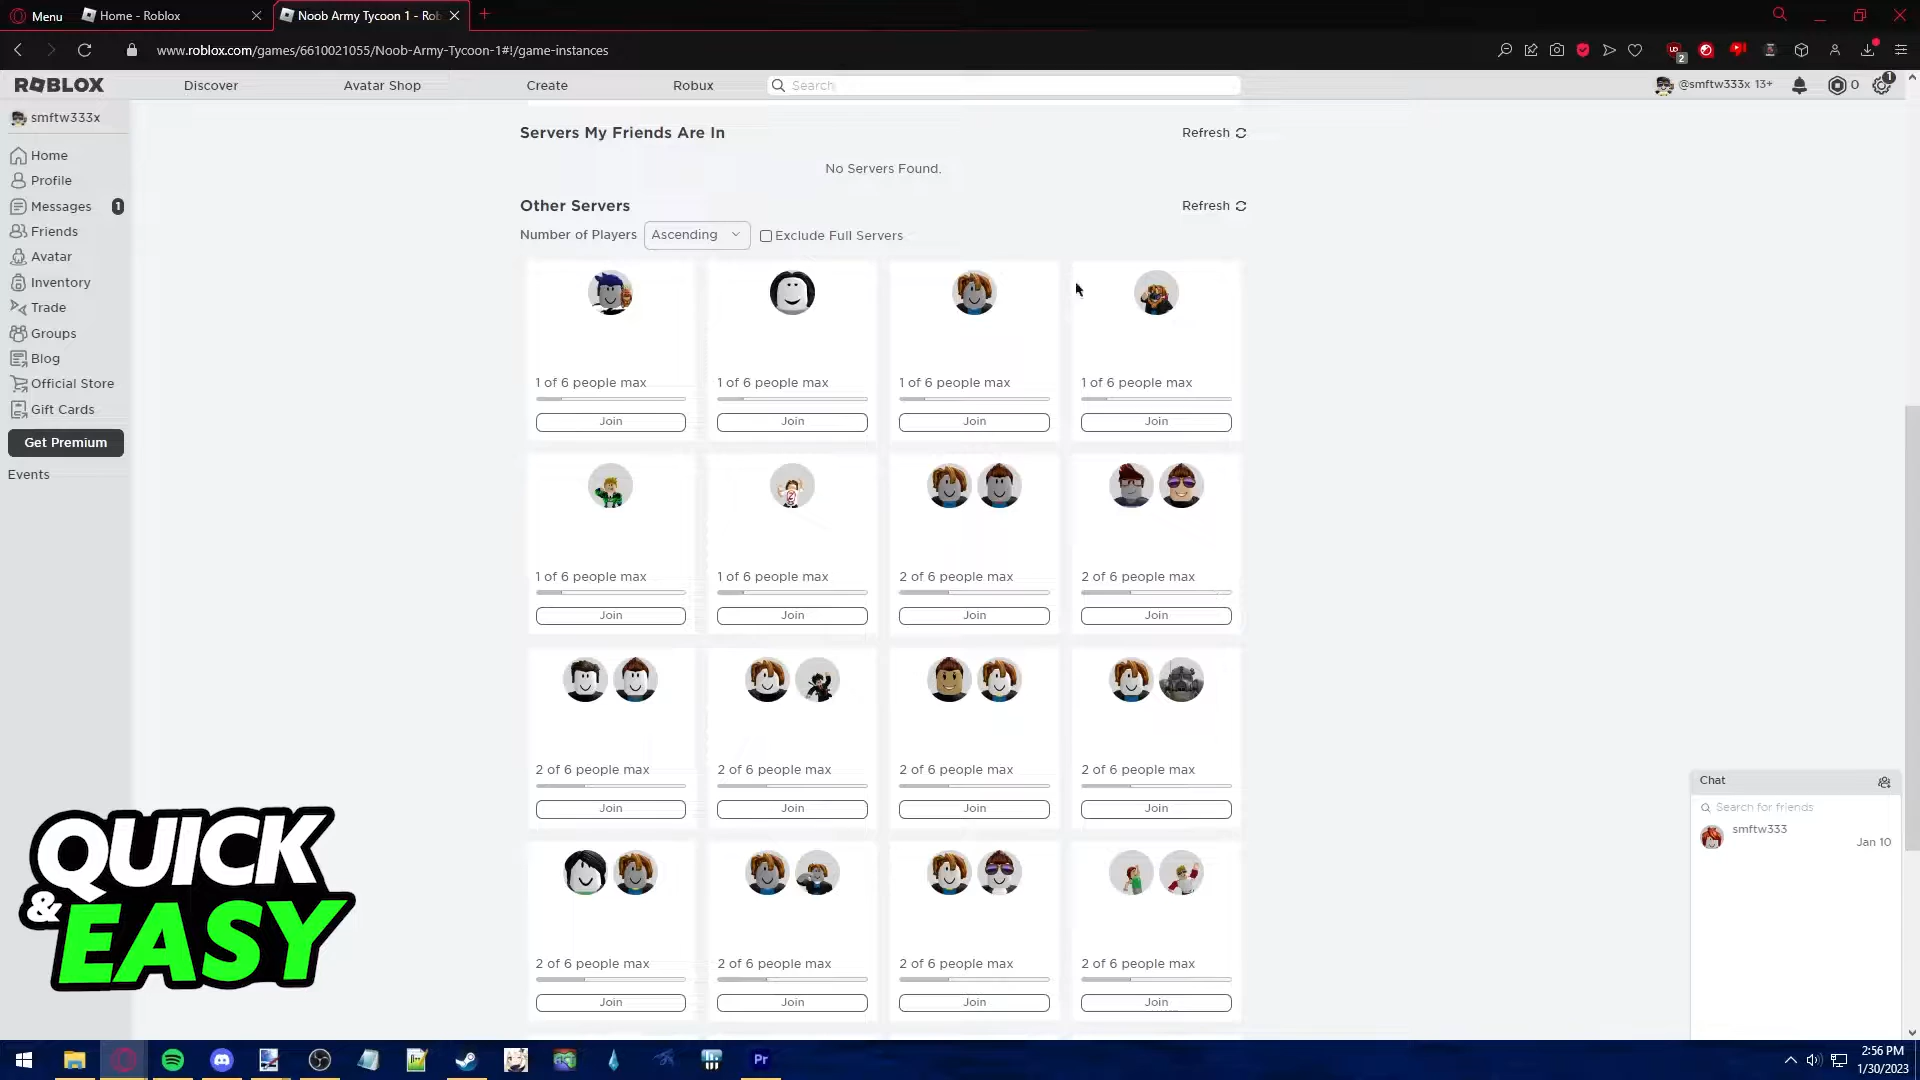 Menu
Home - Roblox
Noob Army Tycoon 1 - Rob
www.roblox.com/games/6610021055/Noob-Army-Tycoon-1#!/game-instances
2
ROBLOX
Discover
Avatar Shop
Create
Robux
Search
@smftw333x 13+
0
1
smftw333x
Home
Profile
Messages
1
Friends
Avatar
Inventory
Trade
Groups
Blog
Official Store
Gift Cards
Get Premium
Events
Servers My Friends Are In
Refresh
No Servers Found.
Other Servers
Refresh
Number of Players
Ascending
Exclude Full Servers
1 of 6 people max
1 of 6 people max
1 of 6 people max
1 of 6 people max
Join
Join
Join
Join
1 of 6 people max
1 of 6 people max
2 of 6 people max
2 of 6 people max
Join
Join
Join
Join
2 of 6 people max
2 of 6 people max
2 of 6 people max
2 of 6 people max
Join
Join
Join
Join
2 of 6 people max
2 of 6 people max
2 of 6 people max
2 of 6 people max
Join
Join
Join
Join
Chat
Search for friends
smftw333
Jan 10
QUICK
& EASY
Pr
2:56 PM
1/30/2023